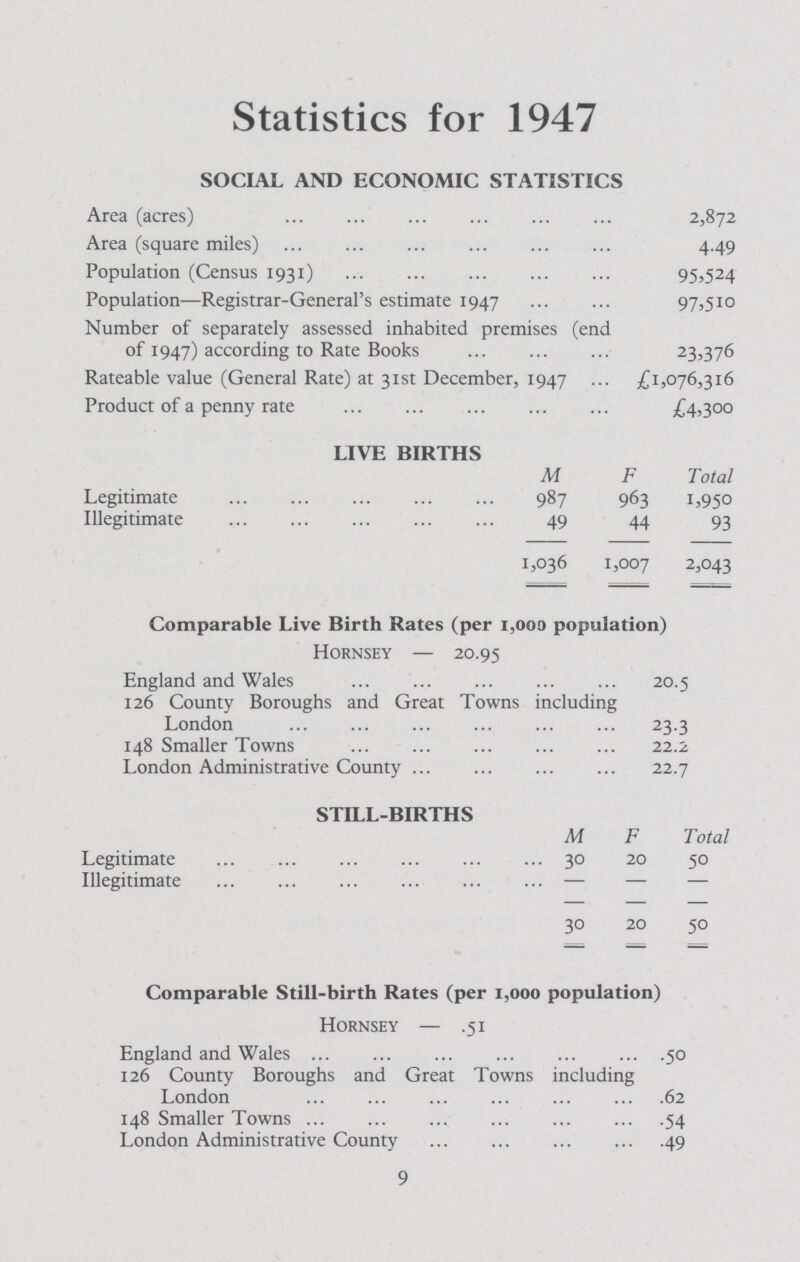 Statistics for 1947
SOCIAL AND ECONOMIC STATISTICS
Area (acres) ... ... ... ... ... ... 2,872
Area (square miles) ... ... ... ... ... ... 4.49
Population (Census 1931) ... ... ... ... ... 95,524
Population—Registrar-General's estimate 1947 ... ... 97,510
Number of separately assessed inhabited premises (end
of 1947) according to Rate Books ... ... ... 23,376
Rateable value (General Rate) at 31st December, 1947 ... £1,076,316
Product of a penny rate ... ... ... ... ... £4,300
LIVE BIRTHS
M F Total
Legitimate ... ... ... ... ... 987 963 1,950
Illegitimate ... ... ... ... ... 49 44 93
1,036 1,007 2,043
Comparable Live Birth Rates (per 1,000 population)
HORNSEY — 20.95
England and Wales ... ... ... ... ... 20.5
126 County Boroughs and Great Towns including
London ... ... ... ... ... ... 23.3
148 Smaller Towns ... ... ... ... ... 22.2
London Administrative County ... ... ... ... 22.7
STILL-BIRTHS
M F Total
Legitimate ... ... ... ... ... ... 30 20 50
Illegitimate ... ... ... ... ... ... — — —
30 20 50
Comparable Still-birth Rates (per 1,000 population)
HORNSEY — .51
England and Wales ... ... ... ... ... ... .50
126 County Boroughs and Great Towns including
London ... ... ... ... ... ... .62
148 Smaller Towns ... ... ... ... ... ... .54
London Administrative County ... ... ... ... .49
9